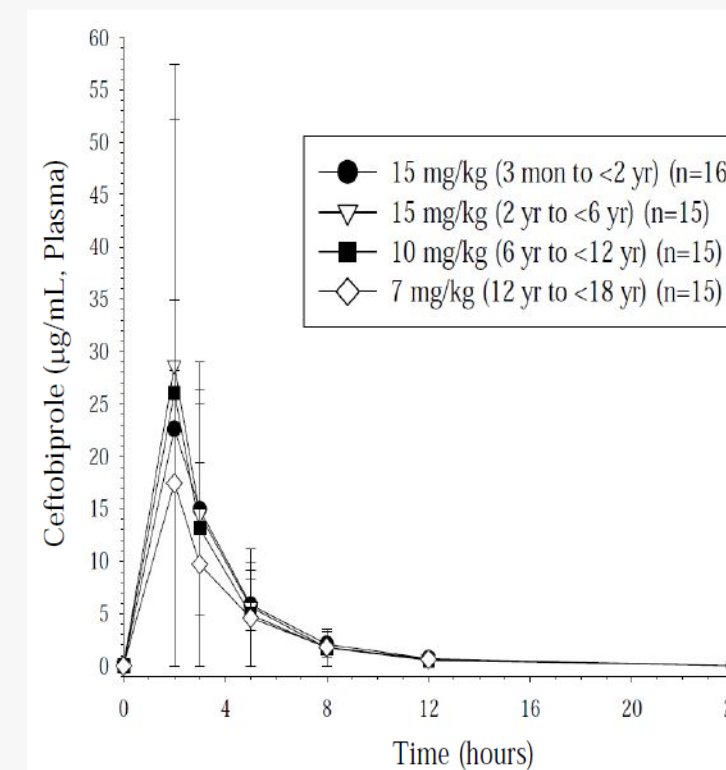 60
55
50
45
40
35
30
25
20
15
10
5
0
Ceftobiprole (µg/mL, Plasma)
15 mg/kg (3 mon to <2 yr) (n=16
15 mg/kg (2 yr to <6 yr) (n=15)
10 mg/kg (6 yr to <12 yr) (n=15)
7 mg/kg (12 yr to <18 yr) (n=15)
0 4 8 12 16 20
Time (hours)